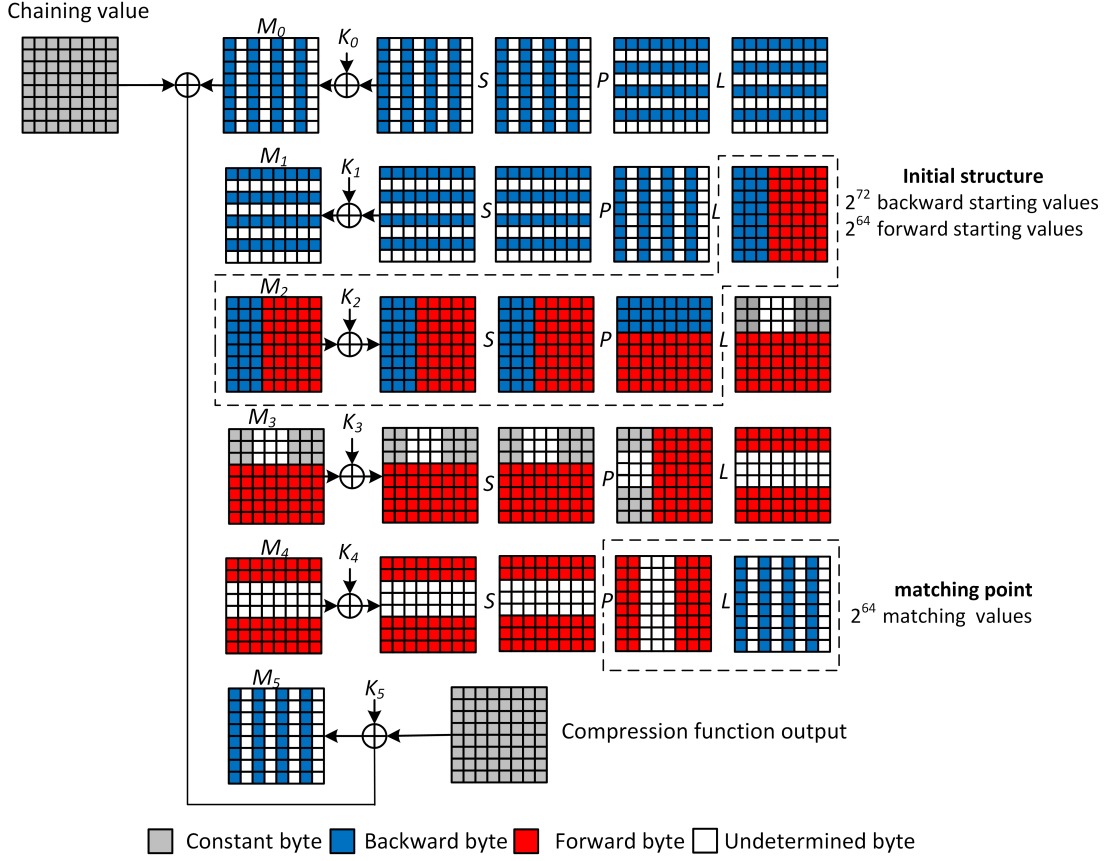 Chaining value
M0
K0
S
P
L
M1
K1
S
P
L
Initial structure
2^72 backward starting values
2^64 forward starting values
M2
K2
S
P
L
M3
K3
S
P
L
M4
K4
S
P
L
matching point
2^64 matching values
M5
K5
Compression function output
Constant byte
Backward byte
Forward byte
Undetermined byte